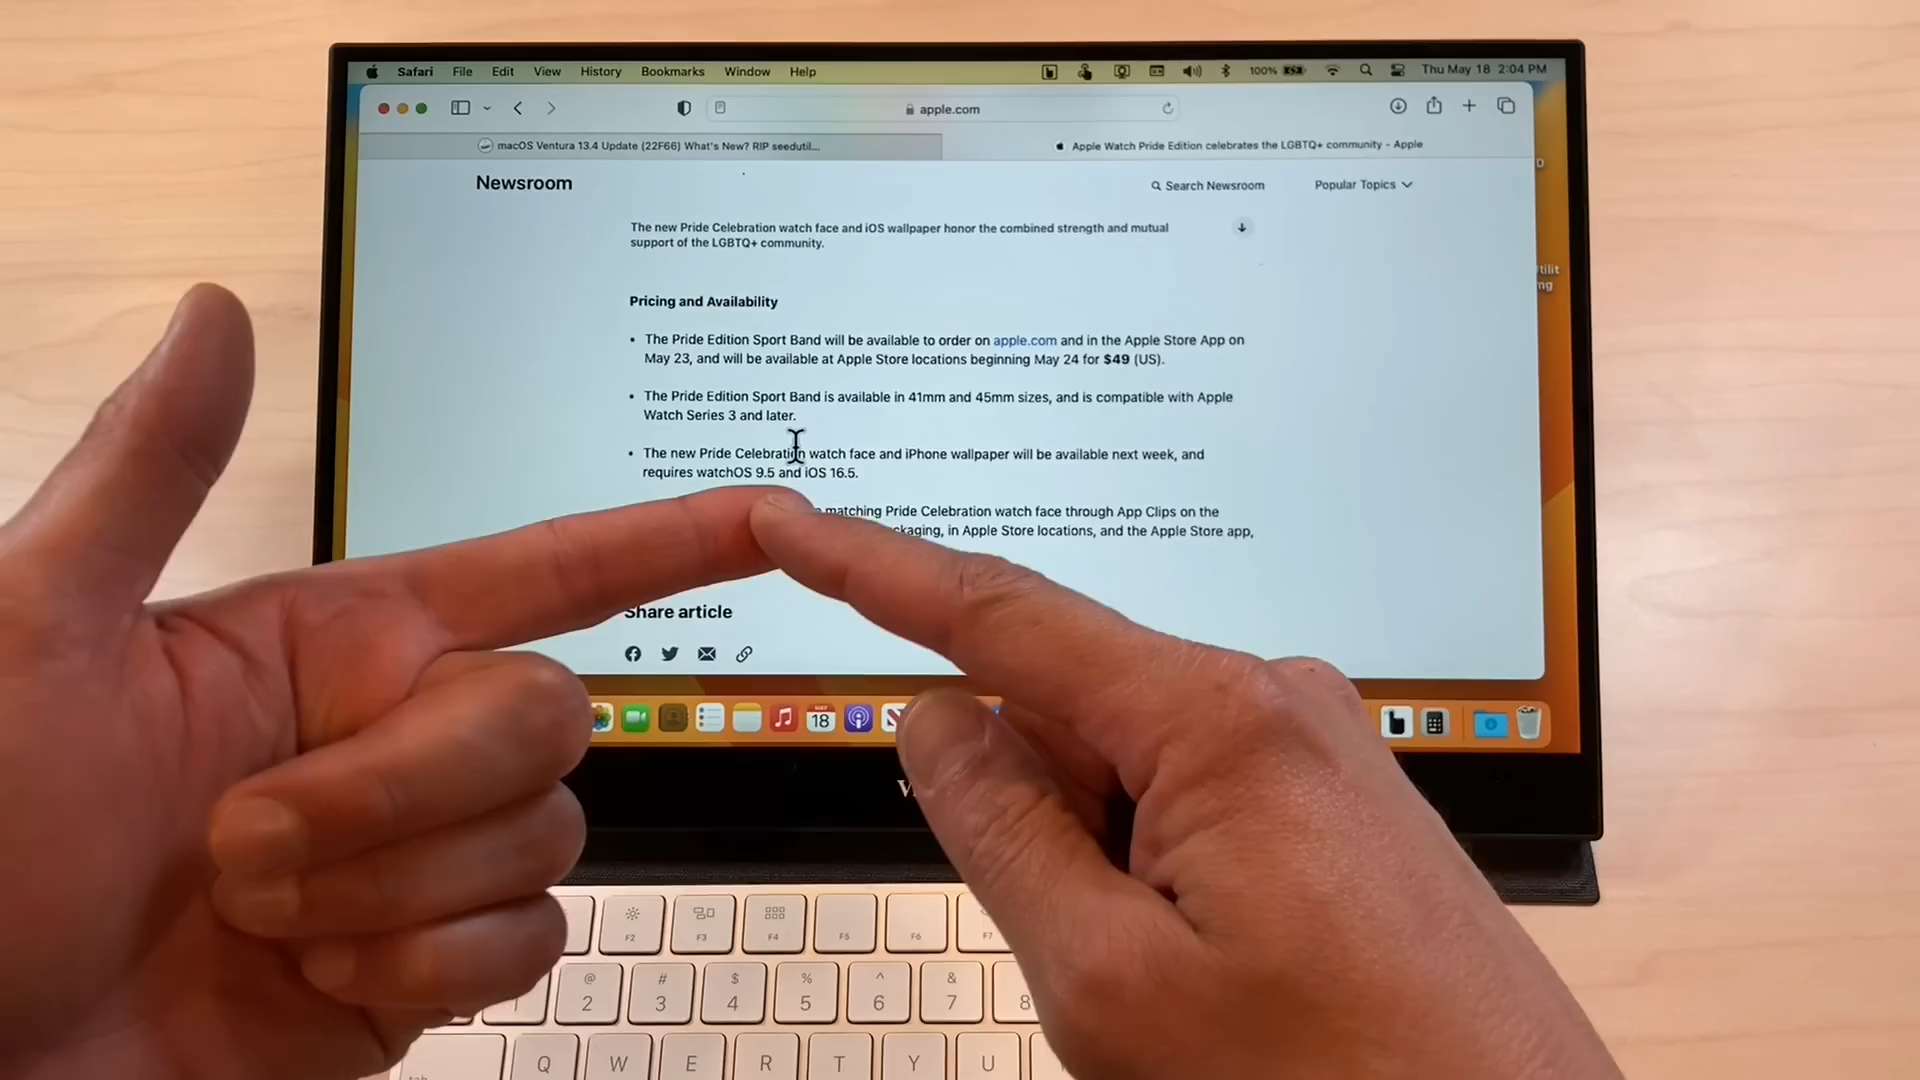 Safari File Edit View History Bookmarks Window Help 100% Thu May 18 2:04 PM
apple.com
macOS Ventura 13.4 Update (22F66) What's New? RIP seedutil...
Apple Watch Pride Edition celebrates the LGBTQ+ community - Apple
Newsroom
Search Newsroom
Popular Topics
The new Pride Celebration watch face and iOS wallpaper honor the combined strength and mutual
support of the LGBTQ+ community.
Pricing and Availability
• The Pride Edition Sport Band will be available to order on apple.com and in the Apple Store App on
May 23, and will be available at Apple Store locations beginning May 24 for $49 (US).
• The Pride Edition Sport Band is available in 41mm and 45mm sizes, and is compatible with Apple
Watch Series 3 and later.
• The new Pride Celebration watch face and iPhone wallpaper will be available next week, and
requires watchOS 9.5 and iOS 16.5.
matching Pride Celebration watch face through App Clips on the
in Apple Store locations, and the Apple Store app,
Share article
MAY
18
F2 F3 F4 F5 F6 F7
@ # $ % ^ &
2 3 4 5 6 7 8
Q W E R T Y U
tab